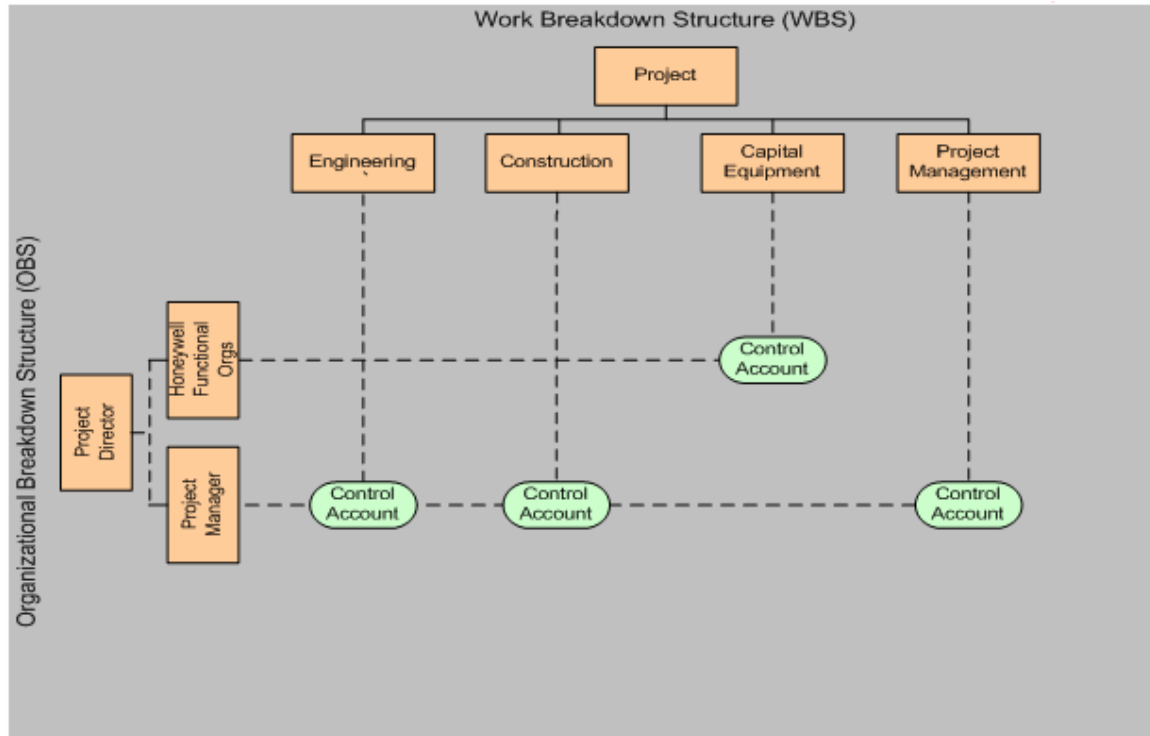 Work Breakdown Structure (WBS)
Project
Engineering
Construction
Capital
Equipment
Project
Management
Organizational Breakdown Structure (OBS)
Honeywell
Functional
Orgs
Control
Account
Project
Director
Project
Manager
Control
Account
Control
Account
Control
Account